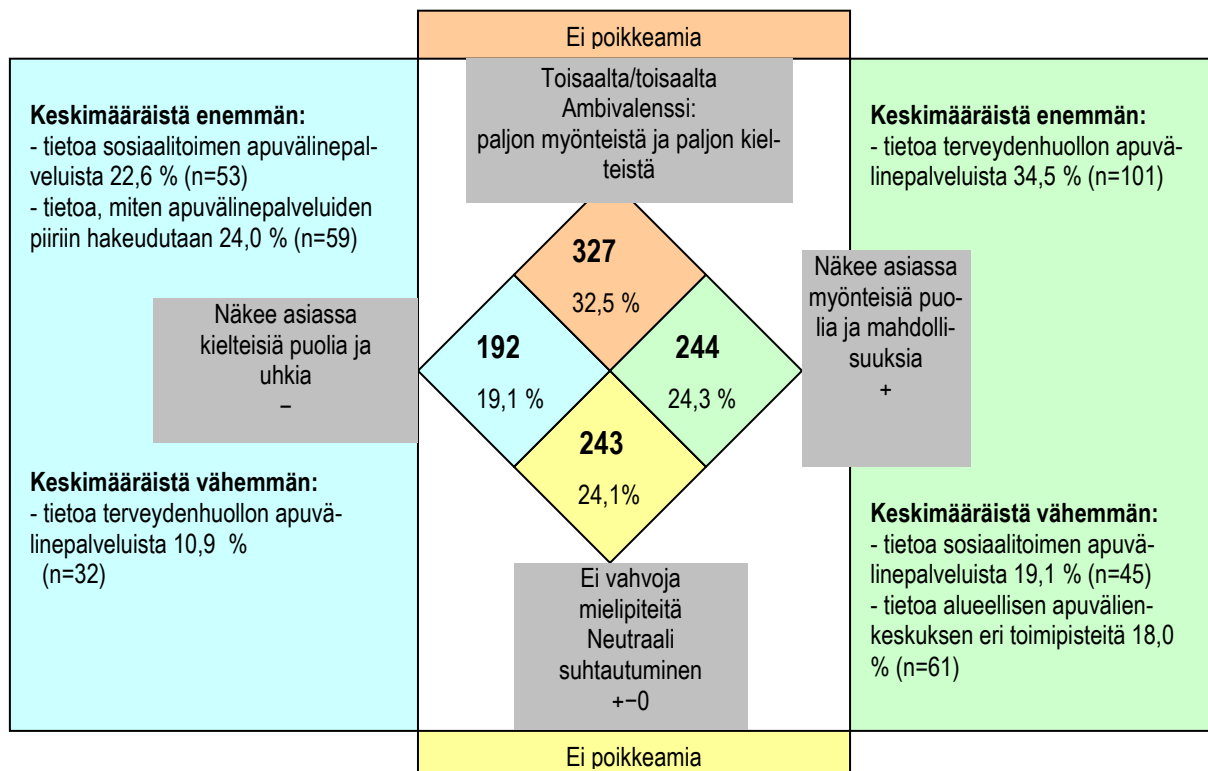 Ei poikkeamia
Toisaalta/toisaalta
Ambivalenssi:
paljon myönteistä ja paljon kiel-
teistä
Keskimääräistä enemmän:
- tietoa sosiaalitoimen apuvälinepal-
veluista 22,6 % (n=53)
- tietoa, miten apuvälinepalveluiden
piiriin hakeudutaan 24,0 % (n=59)
Keskimääräistä enemmän:
- tietoa terveydenhuollon apuvä-
linepalveluista 34,5 % (n=101)
327
32,5 %
Näkee asiassa
kielteisiä puolia ja
uhkia
−
192
19,1 %
244
24,3 %
Näkee asiassa
myönteisiä puo-
lia ja mahdolli-
suuksia
+
243
24,1%
Keskimääräistä vähemmän:
- tietoa terveydenhuollon apuvä-
linepalveluista 10,9 %
(n=32)
Ei vahvoja
mielipiteitä
Neutraali
suhtautuminen
+−0
Keskimääräistä vähemmän:
- tietoa sosiaalitoimen apuvä-
linepalveluista 19,1 % (n=45)
- tietoa alueellisen apuvälien-
keskuksen eri toimipisteitä 18,0
% (n=61)
Ei poikkeamia